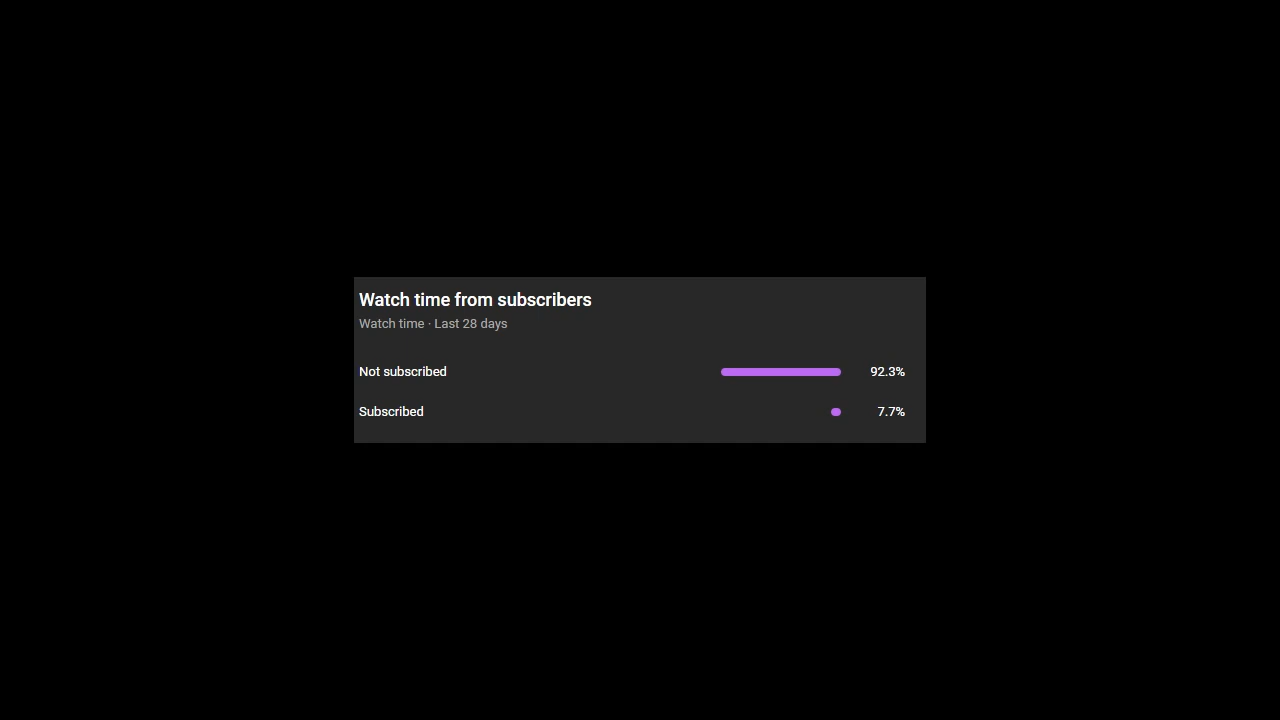 Watch time from subscribers
Watch time · Last 28 days
Not subscribed 92.3%
Subscribed 7.7%